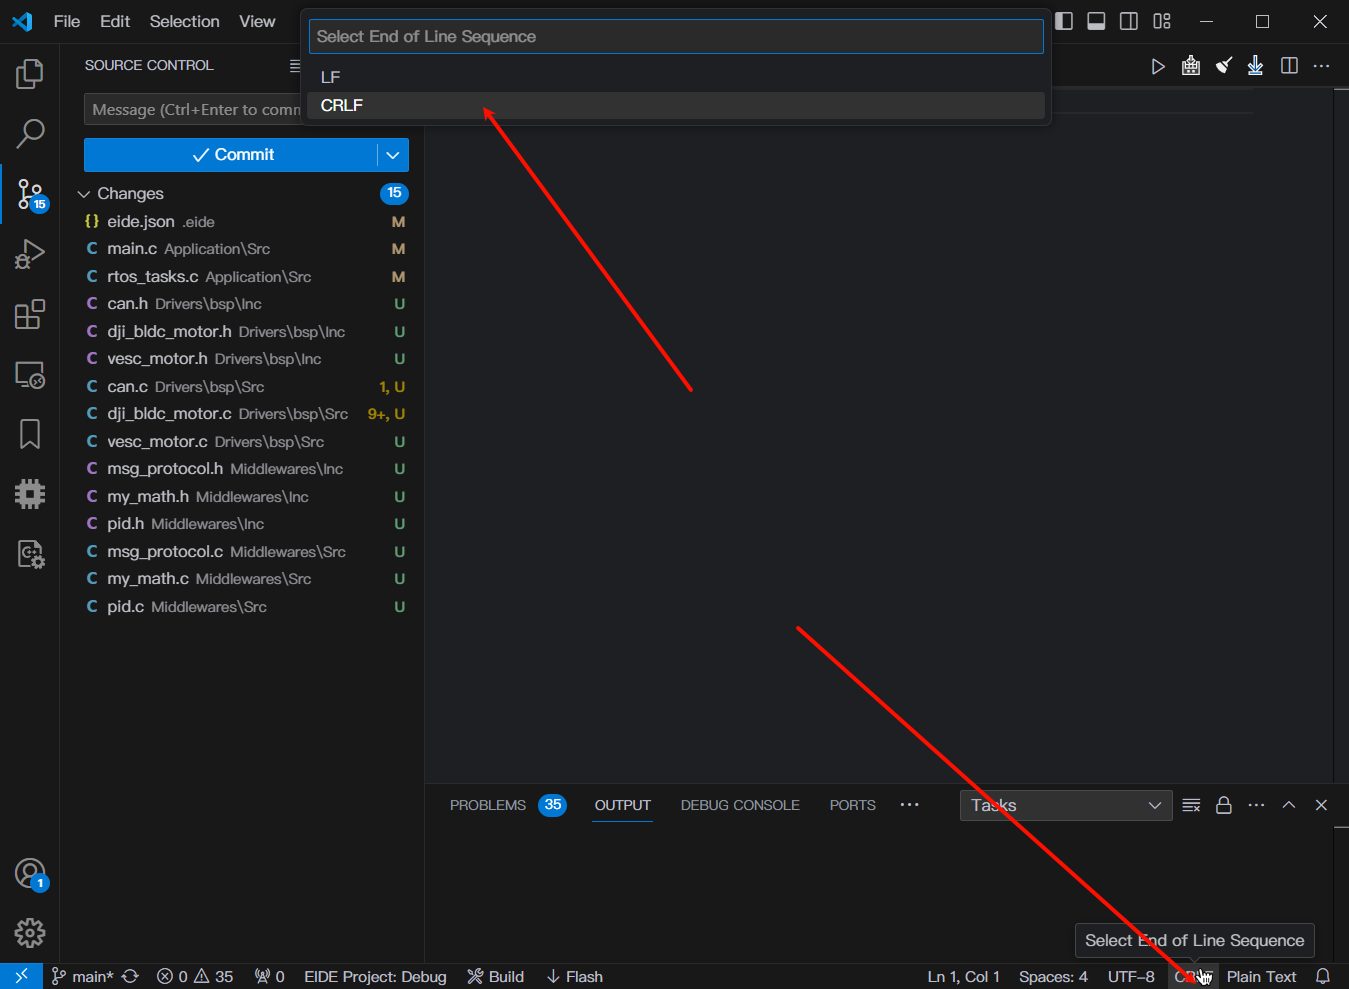 File Edit Selection View
Select End of Line Sequence
LF
CRLF
SOURCE CONTROL
Message (Ctrl+Enter to comm
Commit
Changes 15
15
eide.json .eide M
main.c Application\Src M
rtos_tasks.c Application\Src M
can.h Drivers\bsp\Inc U
dji_bldc_motor.h Drivers\bsp\Inc U
vesc_motor.h Drivers\bsp\Inc U
can.c Drivers\bsp\Src 1, U
dji_bldc_motor.c Drivers\bsp\Src 9+, U
vesc_motor.c Drivers\bsp\Src U
msg_protocol.h Middlewares\Inc U
my_math.h Middlewares\Inc U
pid.h Middlewares\Inc U
msg_protocol.c Middlewares\Src U
my_math.c Middlewares\Src U
pid.c Middlewares\Src U
PROBLEMS 35 OUTPUT DEBUG CONSOLE PORTS Tasks
1
Select End of Line Sequence
main* 0 35 0 EIDE Project: Debug Build Flash Ln 1, Col 1 Spaces: 4 UTF-8 CRLF Plain Text